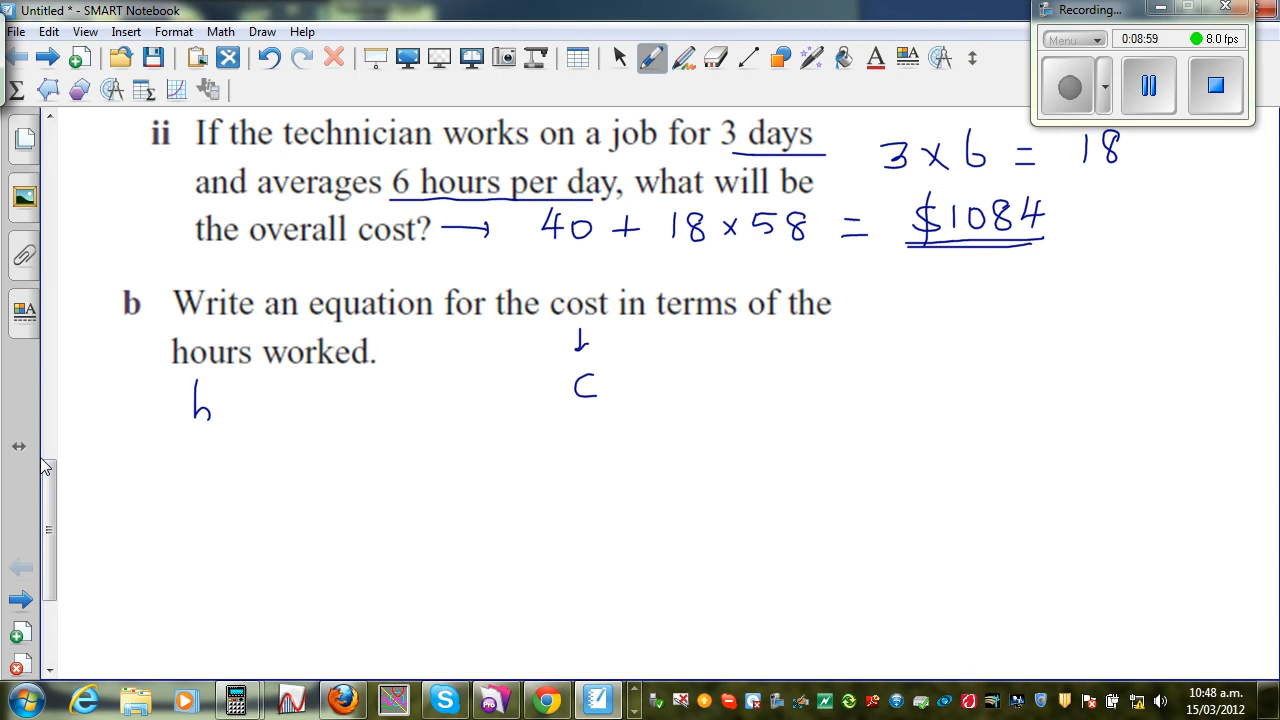 Untitled * - SMART Notebook
File Edit View Insert Format Math Draw Help
Recording...
Menu 0:08:59 8.0 fps
ii If the technician works on a job for 3 days 3 × 6 = 18
and averages 6 hours per day, what will be
the overall cost? → 40 + 18 × 58 = $1084
b Write an equation for the cost in terms of the
hours worked.
h C
10:48 a.m.
15/03/2012